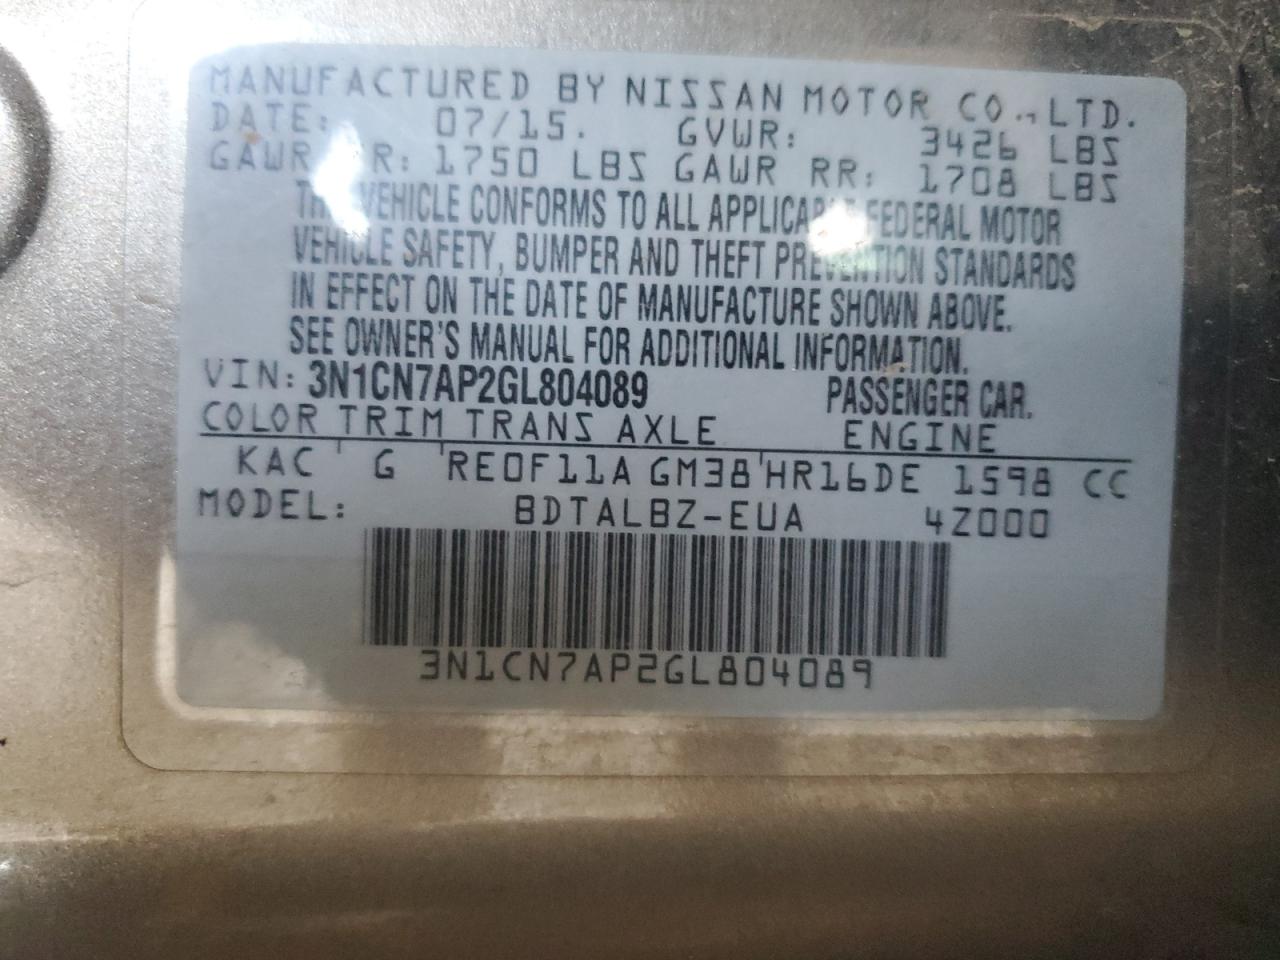 MANUFACTURED BY NISSAN MOTOR CO., LTD.
DATE: 07/15. GVWR: 3426 LBS
GAWR FR: 1750 LBS GAWR RR: 1708 LBS
THIS VEHICLE CONFORMS TO ALL APPLICABLE FEDERAL MOTOR
VEHICLE SAFETY, BUMPER AND THEFT PREVENTION STANDARDS
IN EFFECT ON THE DATE OF MANUFACTURE SHOWN ABOVE.
SEE OWNER'S MANUAL FOR ADDITIONAL INFORMATION.
VIN: 3N1CN7AP2GL804089 PASSENGER CAR.
COLOR TRIM TRANS AXLE ENGINE
KAC G RE0F11A GM38 HR16DE 1598 CC
MODEL: BDTALBZ-EUA 4Z000
3N1CN7AP2GL804089